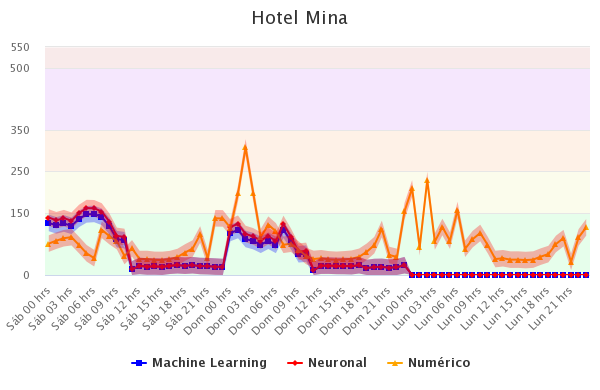 Hotel Mina
550
500
350
250
150
0
Sáb 00 hrs
Sáb 03 hrs
Sáb 06 hrs
Sáb 09 hrs
Sáb 12 hrs
Sáb 15 hrs
Sáb 18 hrs
Sáb 21 hrs
Dom 00 hrs
Dom 03 hrs
Dom 06 hrs
Dom 09 hrs
Dom 12 hrs
Dom 15 hrs
Dom 18 hrs
Dom 21 hrs
Lun 00 hrs
Lun 03 hrs
Lun 06 hrs
Lun 09 hrs
Lun 12 hrs
Lun 15 hrs
Lun 18 hrs
Lun 21 hrs
Machine Learning Neuronal Numérico